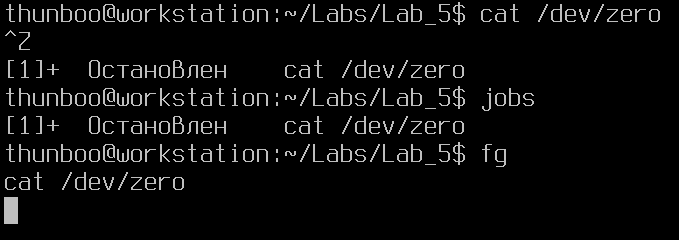 thunboo@workstation:~/Labs/Lab_5$ cat /dev/zero
^Z
[1]+  Остановлен    cat /dev/zero
thunboo@workstation:~/Labs/Lab_5$ jobs
[1]+  Остановлен    cat /dev/zero
thunboo@workstation:~/Labs/Lab_5$ fg
cat /dev/zero